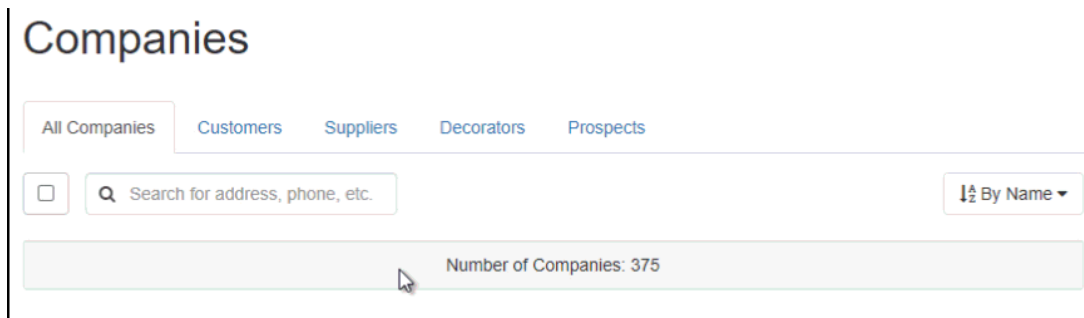 Companies
All Companies Customers Suppliers Decorators Prospects
Search for address, phone, etc. By Name
Number of Companies: 375